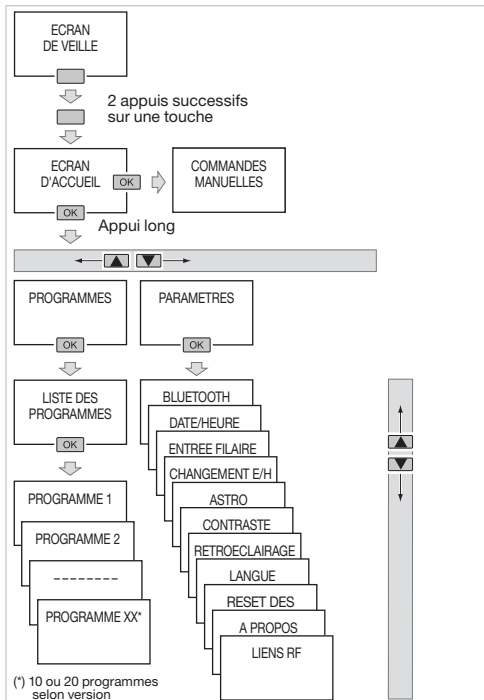 ECRAN
DE VEILLE
2 appuis successifs
sur une touche
ECRAN
D'ACCUEIL
OK
COMMANDES
MANUELLES
OK
Appui long
PROGRAMMES
OK
PARAMETRES
OK
LISTE DES
PROGRAMMES
OK
PROGRAMME 1
PROGRAMME 2
--------
PROGRAMME XX*
(*) 10 ou 20 programmes
selon version
BLUETOOTH
DATE/HEURE
ENTREE FILAIRE
CHANGEMENT E/H
ASTRO
CONTRASTE
RETROECLAIRAGE
LANGUE
RESET DES
A PROPOS
LIENS RF